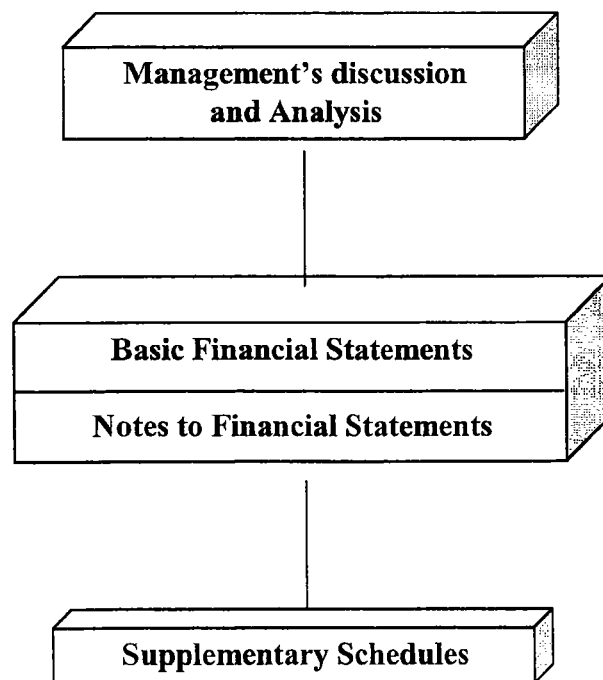 Management's discussion
and Analysis
Basic Financial Statements
Notes to Financial Statements
Supplementary Schedules